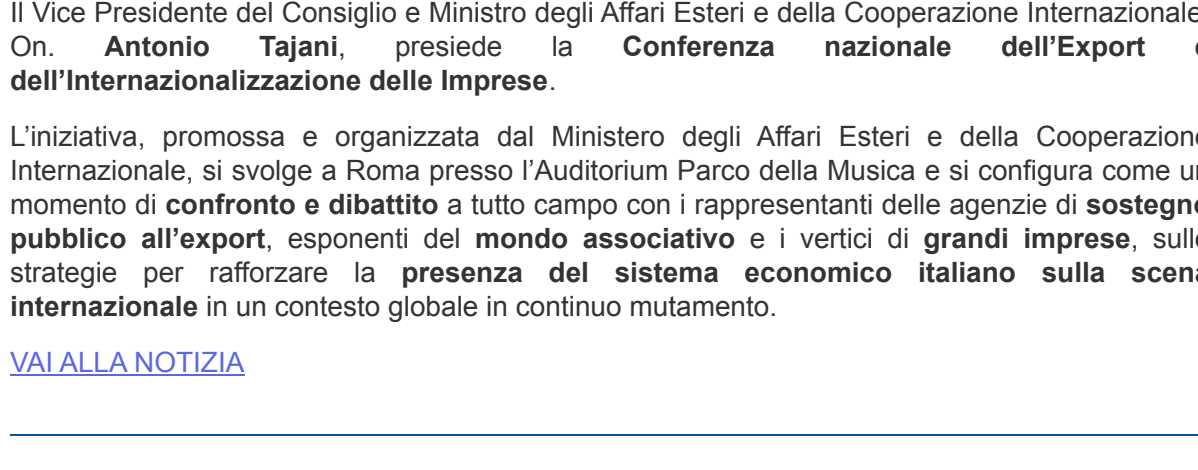 Il Vice Presidente del Consiglio e Ministro degli Affari Esteri e della Cooperazione Internazionale
On. Antonio Tajani, presiede la Conferenza nazionale dell’Export e
dell’Internazionalizzazione delle Imprese.
L’iniziativa, promossa e organizzata dal Ministero degli Affari Esteri e della Cooperazione
Internazionale, si svolge a Roma presso l’Auditorium Parco della Musica e si configura come un
momento di confronto e dibattito a tutto campo con i rappresentanti delle agenzie di sostegno
pubblico all’export, esponenti del mondo associativo e i vertici di grandi imprese, sulle
strategie per rafforzare la presenza del sistema economico italiano sulla scena
internazionale in un contesto globale in continuo mutamento.
VAI ALLA NOTIZIA